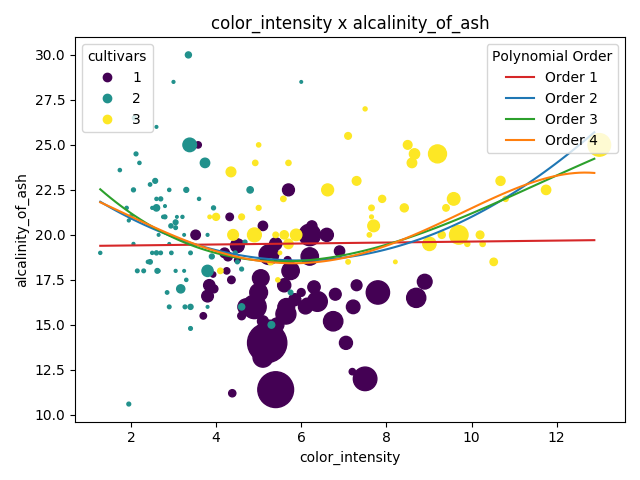 color_intensity x alcalinity_of_ash
cultivars
1
2
3
Polynomial Order
Order 1
Order 2
Order 3
Order 4
alcalinity_of_ash
30.0
27.5
25.0
22.5
20.0
17.5
15.0
12.5
10.0
2 4 6 8 10 12
color_intensity